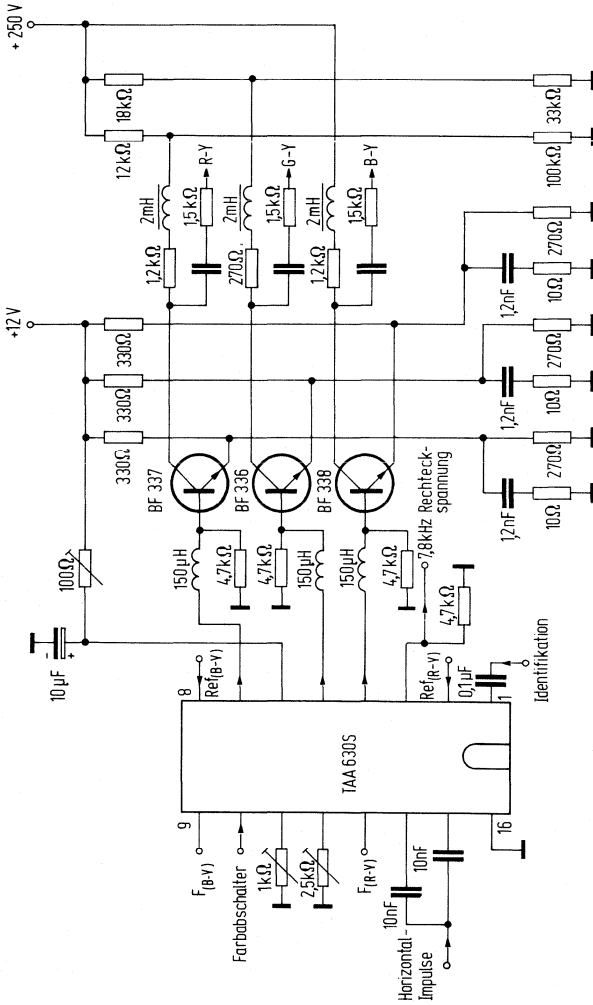 Horizontal-
Impulse
10nF
10nF
F(R-Y)
2,5kΩ
1kΩ
Farbabschalter
F(B-Y)
16
9
TAA 630S
1
8
0,1µF
Identifikation
Ref(R-Y)
Ref(B-Y)
4,7kΩ
7,8kHz Rechteck-
spannung
10µF
-
+
100Ω
150µH
4,7kΩ
4,7kΩ
150µH
150µH
4,7kΩ
BF 337
BF 336
BF 338
+12V
330Ω
330Ω
330Ω
1,2kΩ
2mH
1,5kΩ
R-Y
270Ω
2mH
1,5kΩ
G-Y
1,2kΩ
2mH
1,5kΩ
B-Y
+250V
18kΩ
12kΩ
33kΩ
100kΩ
270Ω
1,2nF
10Ω
270Ω
1,2nF
10Ω
270Ω
1,2nF
10Ω